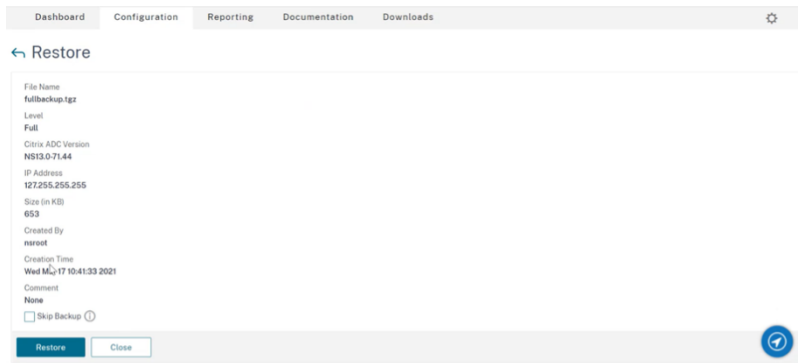 Dashboard Configuration Reporting Documentation Downloads
Restore
File Name
fullbackup.tgz
Level
Full
Citrix ADC Version
NS13.0-71.44
IP Address
127.255.255.255
Size (in KB)
653
Created By
nsroot
Creation Time
Wed 17 10:41:33 2021
Comment
None
Skip Backup
Restore Close